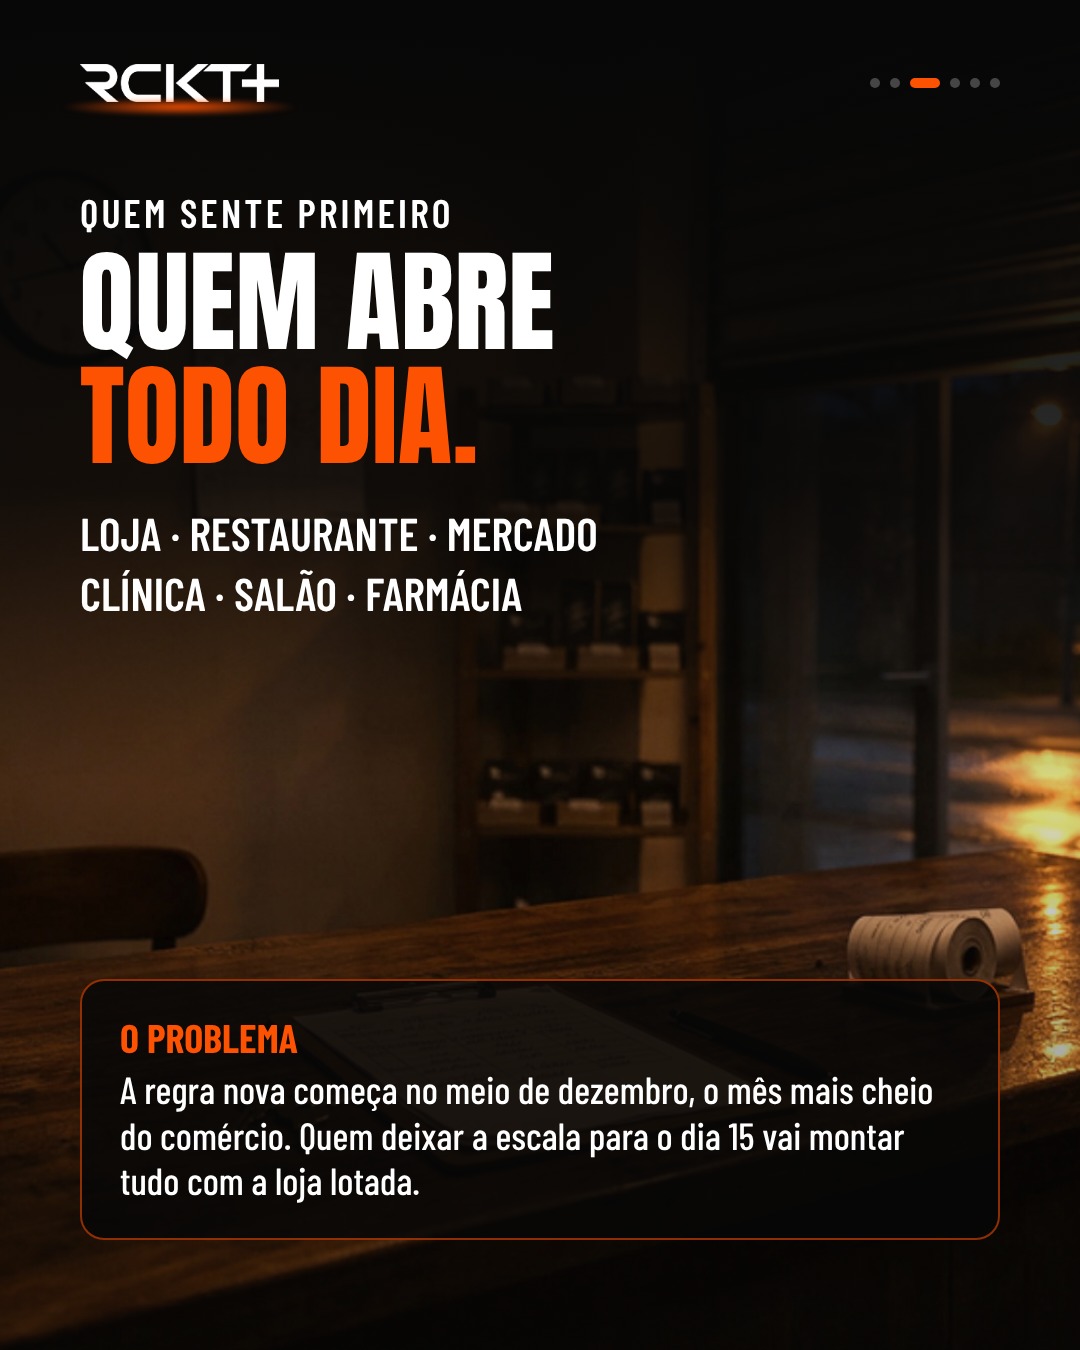 RCKT+
QUEM SENTE PRIMEIRO
QUEM ABRE
TODO DIA.
LOJA · RESTAURANTE · MERCADO
CLÍNICA · SALÃO · FARMÁCIA
O PROBLEMA
A regra nova começa no meio de dezembro, o mês mais cheio
do comércio. Quem deixar a escala para o dia 15 vai montar
tudo com a loja lotada.